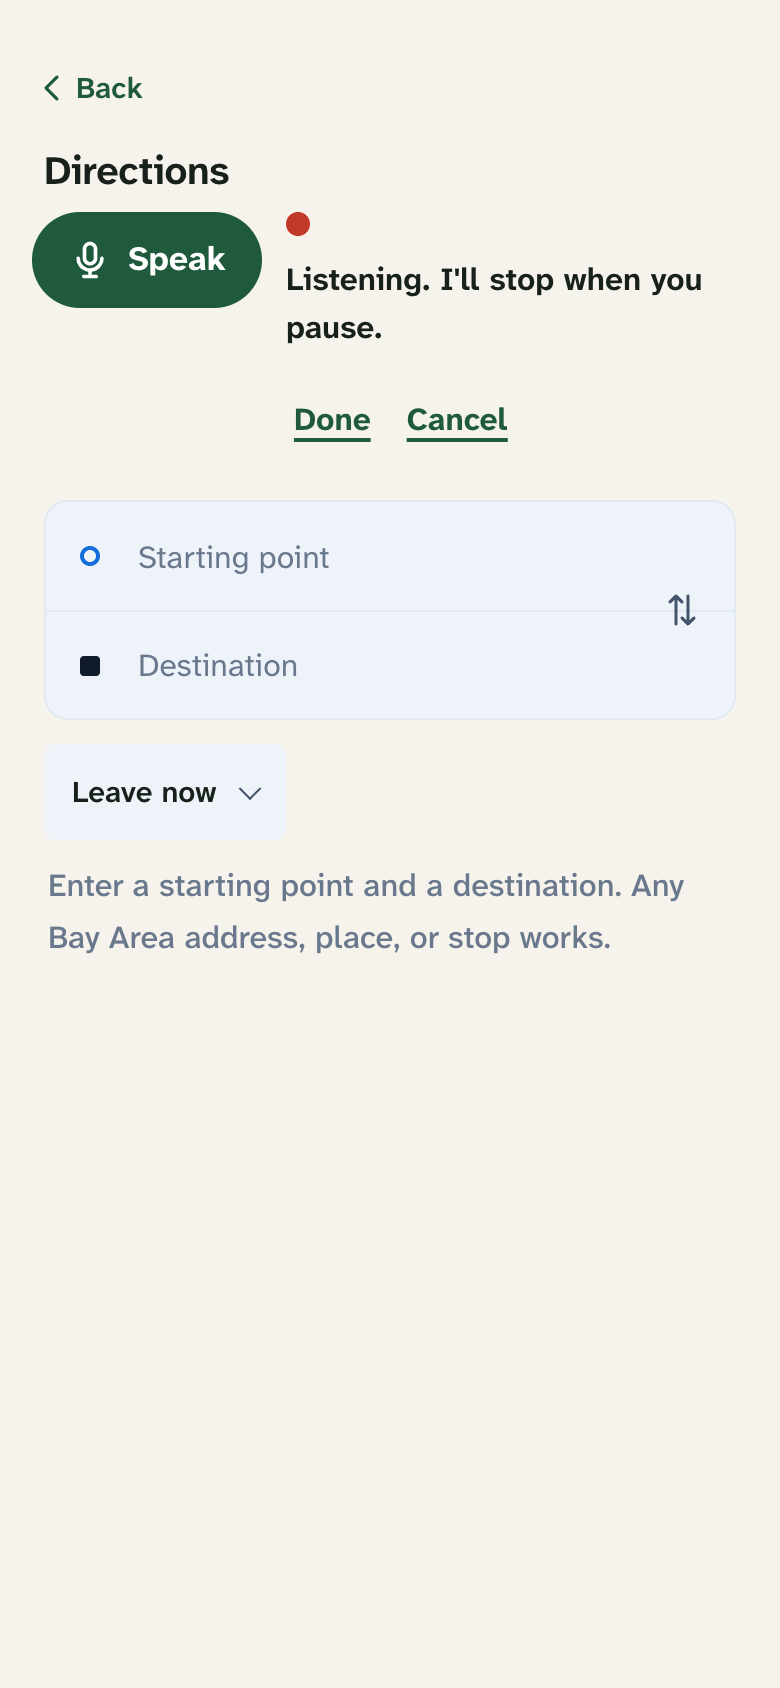 Back
Directions
Speak
Listening. I'll stop when you
pause.
Done Cancel
Starting point
Destination
Leave now
Enter a starting point and a destination. Any
Bay Area address, place, or stop works.